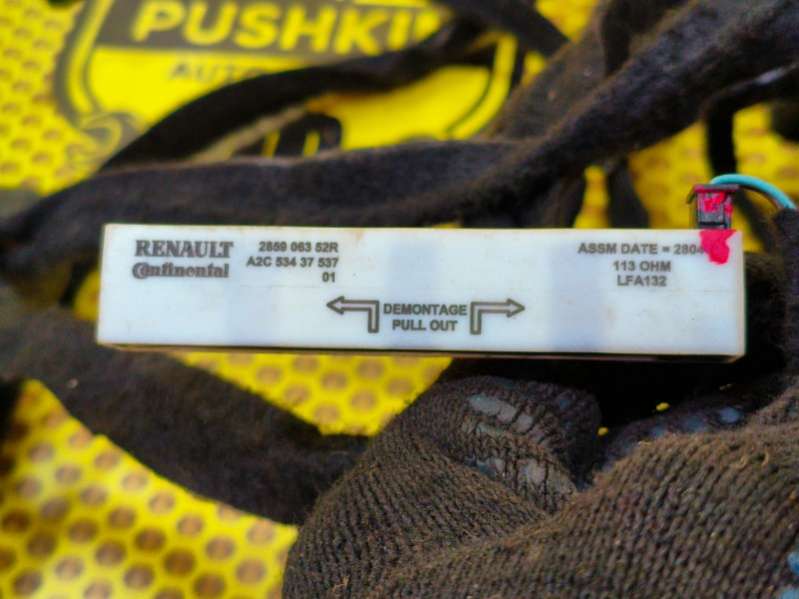 PUSHKI
AUTO
RENAULT
Continental
2859 063 52R
A2C 534 37 537
01
ASSM DATE = 2804
113 OHM
LFA132
DEMONTAGE
PULL OUT